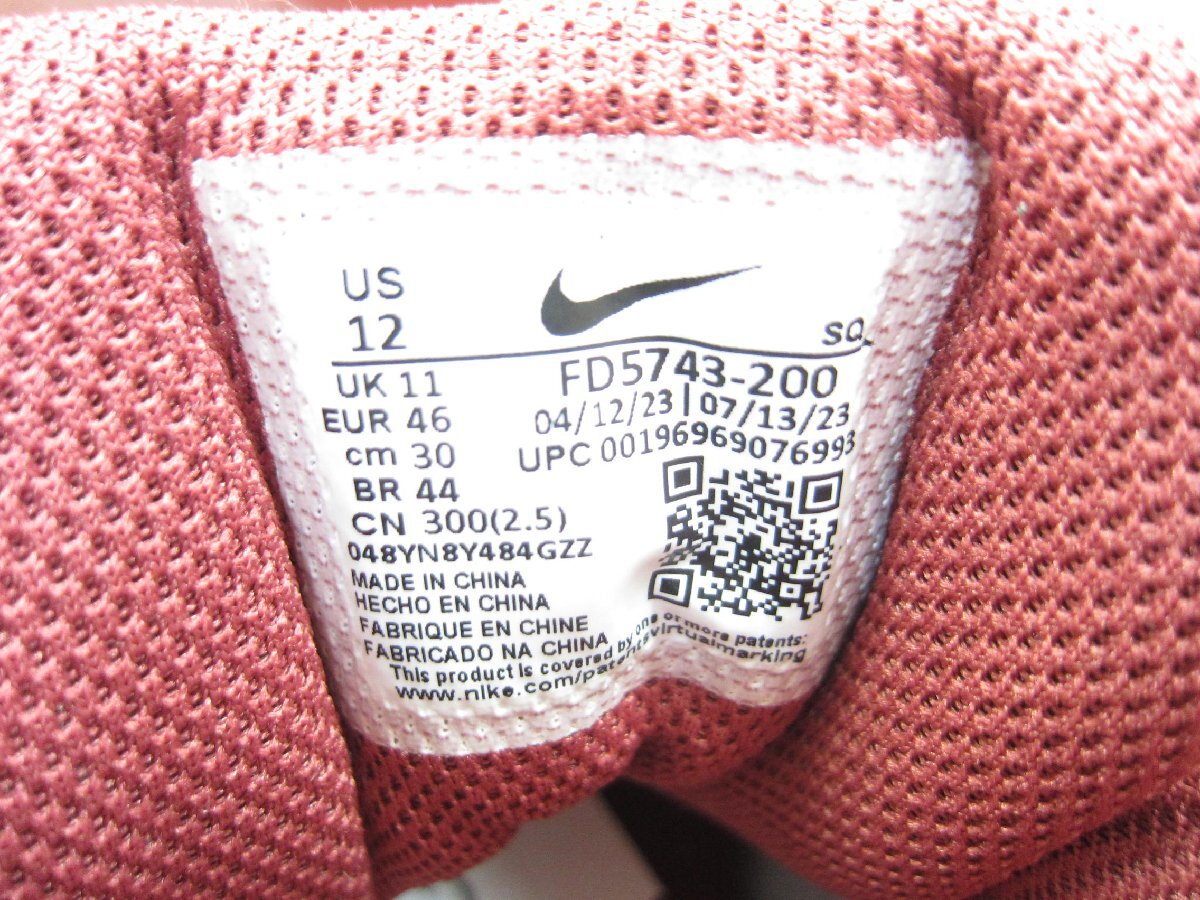 US
12
SQ
UK 11
FD5743-200
EUR 46
04/12/23 | 07/13/23
cm 30
UPC 00196969076993
BR 44
CN 300(2.5)
048YN8Y484GZZ
MADE IN CHINA
HECHO EN CHINA
FABRIQUE EN CHINE
FABRICADO NA CHINA
This product is covered by one or more patents:
www.nike.com/patentsvirtualmarking